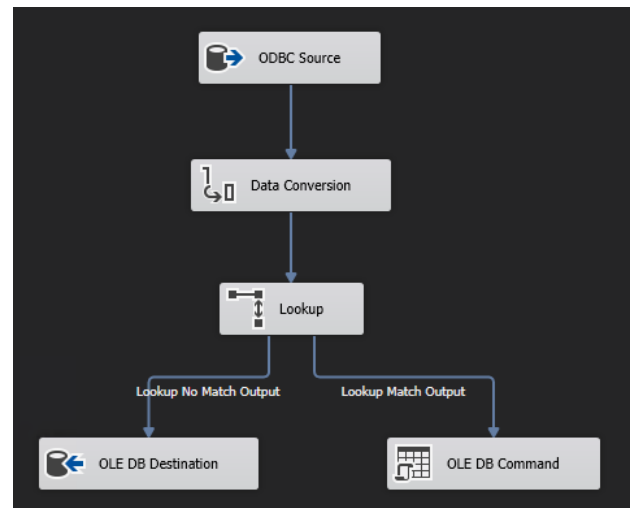 ODBC Source
Data Conversion
Lookup
Lookup No Match Output
Lookup Match Output
OLE DB Destination
OLE DB Command